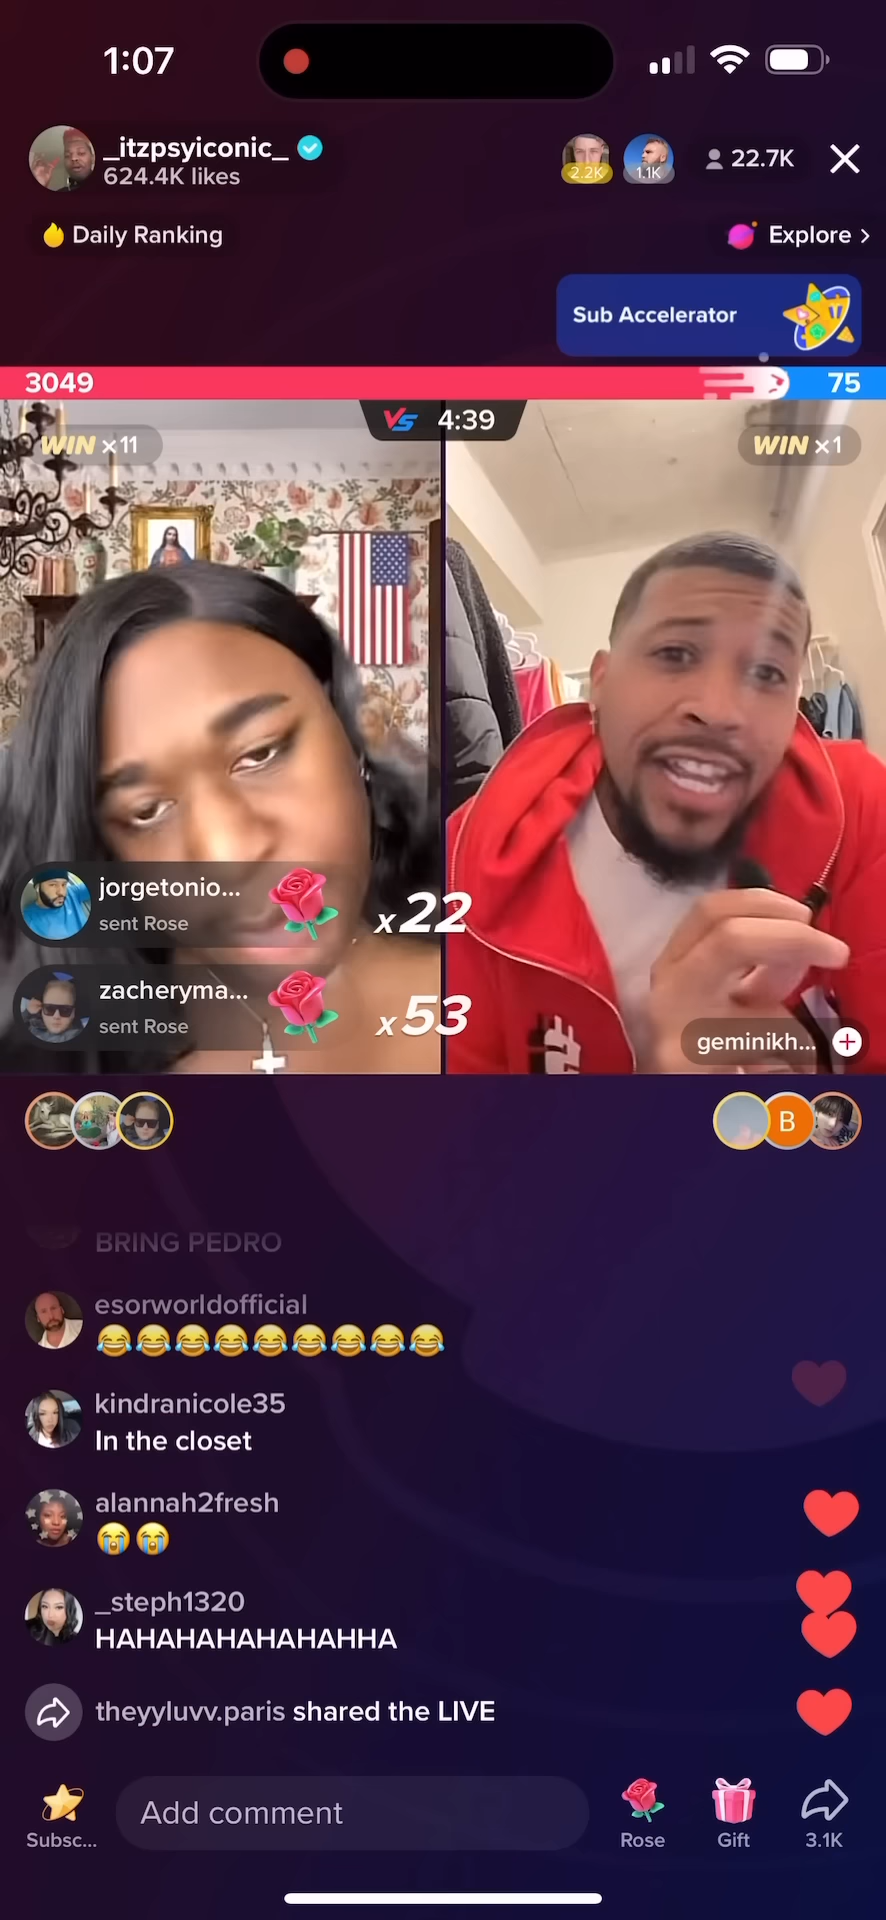 1:07
_itzpsyiconic_
624.4K likes
2.2K
1.1K
22.7K
Daily Ranking
Explore >
Sub Accelerator
3049
75
VS 4:39
WIN x11
WIN x1
jorgetonio...
sent Rose
x22
zacheryma...
sent Rose
x53
geminikh...
B
BRING PEDRO
esorworldofficial
😂😂😂😂😂😂😂😂😂
kindranicole35
In the closet
alannah2fresh
😭😭
_steph1320
HAHAHAHAHAHAHHA
theyyluvv.paris shared the LIVE
Subsc...
Add comment
Rose
Gift
3.1K